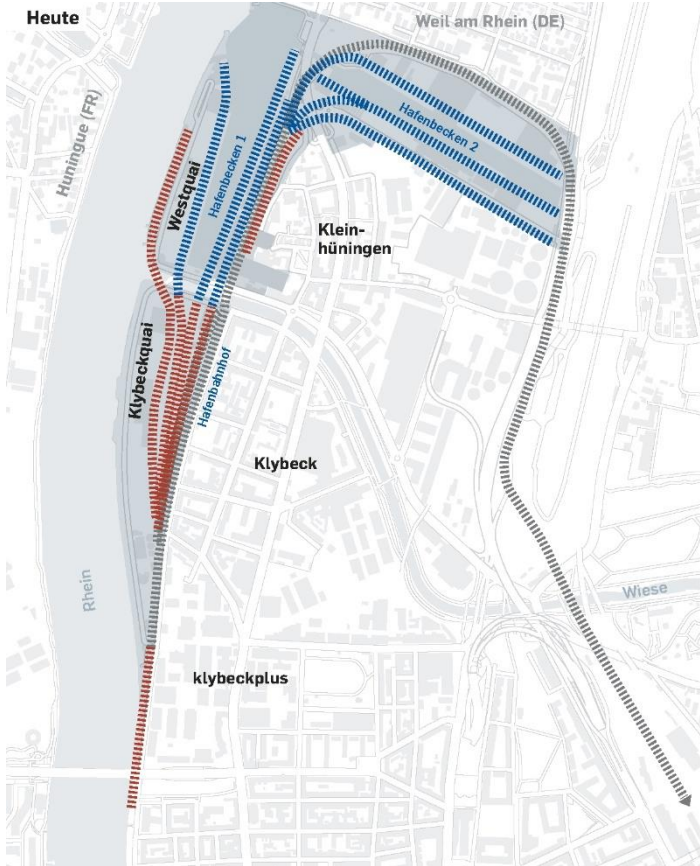 Heute
Weil am Rhein (DE)
Huningue (FR)
Westquai
Hafenbecken 1
Hafenbecken 2
Klein-
hüningen
Klybeckquai
Hafenbahnhof
Klybeck
Rhein
Wiese
klybeckplus